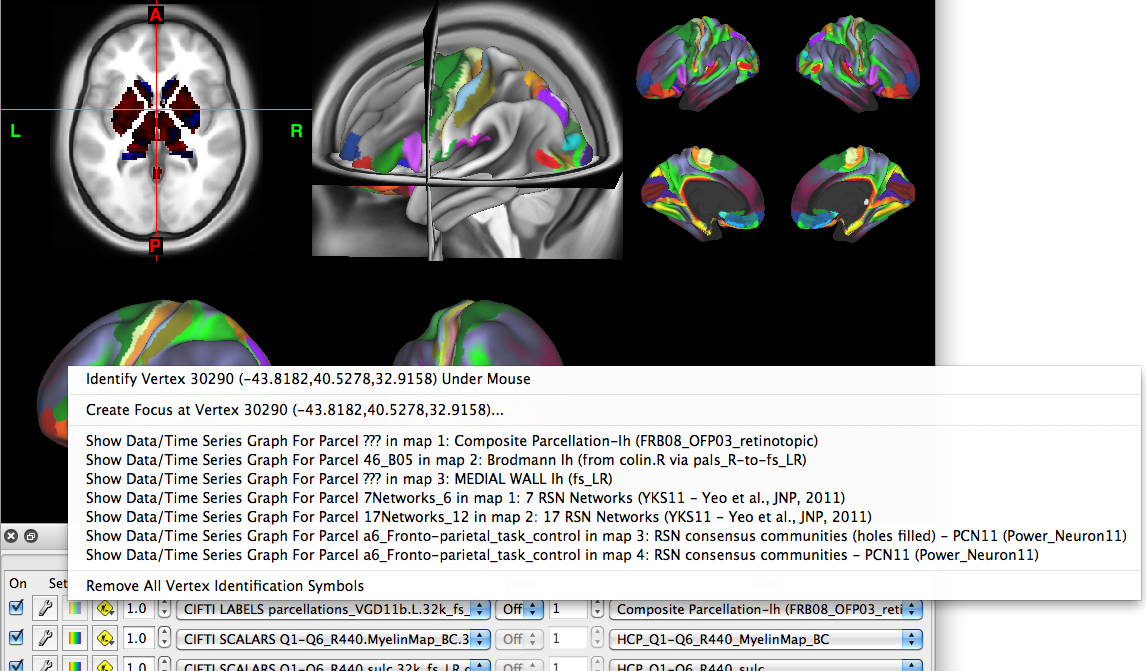 A
L
R
P
Identify Vertex 30290 (-43.8182,40.5278,32.9158) Under Mouse
Create Focus at Vertex 30290 (-43.8182,40.5278,32.9158)...
Show Data/Time Series Graph For Parcel ??? in map 1: Composite Parcellation-lh (FRB08_OFP03_retinotopic)
Show Data/Time Series Graph For Parcel 46_B05 in map 2: Brodmann lh (from colin.R via pals_R-to-fs_LR)
Show Data/Time Series Graph For Parcel ??? in map 3: MEDIAL WALL lh (fs_LR)
Show Data/Time Series Graph For Parcel 7Networks_6 in map 1: 7 RSN Networks (YKS11 - Yeo et al., JNP, 2011)
Show Data/Time Series Graph For Parcel 17Networks_12 in map 2: 17 RSN Networks (YKS11 - Yeo et al., JNP, 2011)
Show Data/Time Series Graph For Parcel a6_Fronto-parietal_task_control in map 3: RSN consensus communities (holes filled) - PCN11 (Power_Neuron11)
Show Data/Time Series Graph For Parcel a6_Fronto-parietal_task_control in map 4: RSN consensus communities - PCN11 (Power_Neuron11)
Remove All Vertex Identification Symbols
On Set
1.0 CIFTI LABELS parcellations_VGD11b.L.32k_fs_ Off 1 Composite Parcellation-lh (FRB08_OFP03_reti
1.0 CIFTI SCALARS Q1-Q6_R440.MyelinMap_BC.3 Off 1 HCP_Q1-Q6_R440_MyelinMap_BC
1.0 CIFTI SCALARS Q1-Q6_R440.sulc.32k_fs_LR.d Off 1 HCP_Q1-Q6_R440_sulc